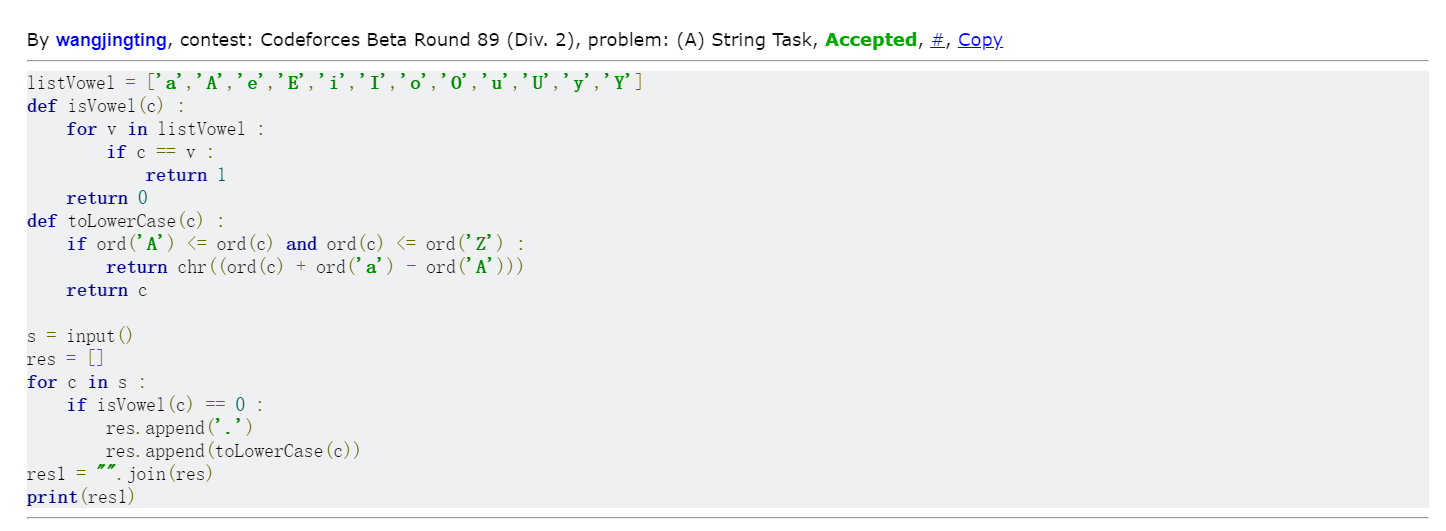 By wangjingting, contest: Codeforces Beta Round 89 (Div. 2), problem: (A) String Task, Accepted, #, Copy
listVowel = ['a','A','e','E','i','I','o','O','u','U','y','Y']
def isVowel(c) :
    for v in listVowel :
        if c == v :
            return 1
    return 0
def toLowerCase(c) :
    if ord('A') <= ord(c) and ord(c) <= ord('Z') :
        return chr((ord(c) + ord('a') - ord('A')))
    return c

s = input()
res = []
for c in s :
    if isVowel(c) == 0 :
        res.append('.')
        res.append(toLowerCase(c))
res1 = "".join(res)
print(res1)